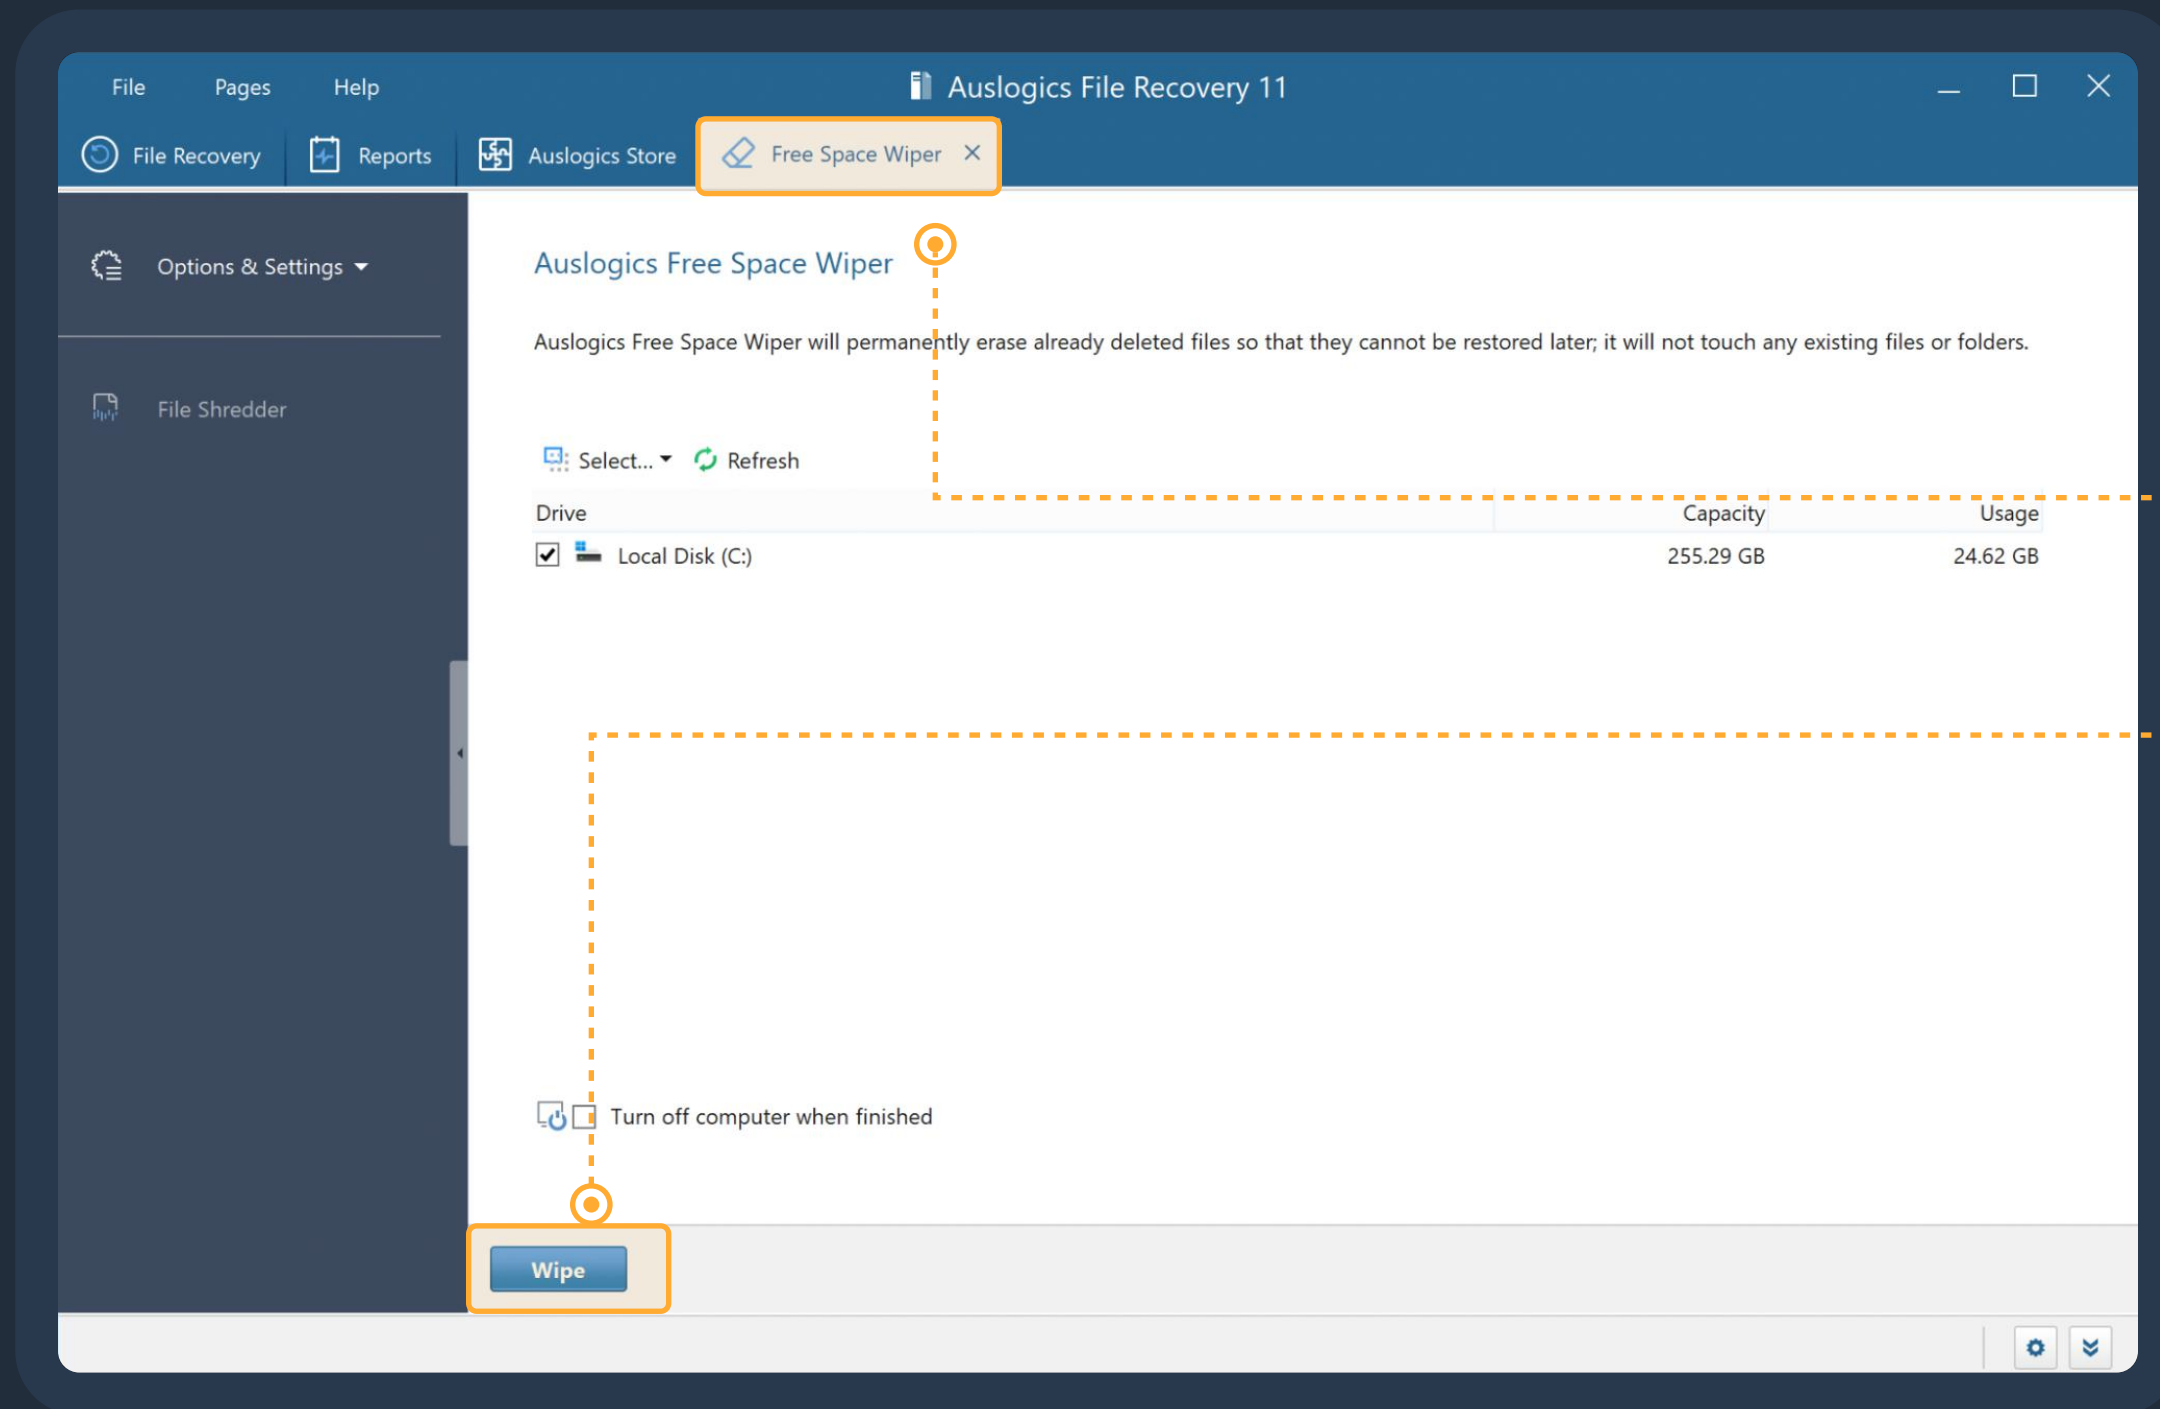 File Pages Help Auslogics File Recovery 11
File Recovery Reports Auslogics Store Free Space Wiper
Options & Settings
File Shredder
Auslogics Free Space Wiper
Auslogics Free Space Wiper will permanently erase already deleted files so that they cannot be restored later; it will not touch any existing files or folders.
Select... Refresh
Drive Capacity Usage
Local Disk (C:) 255.29 GB 24.62 GB
Turn off computer when finished
Wipe